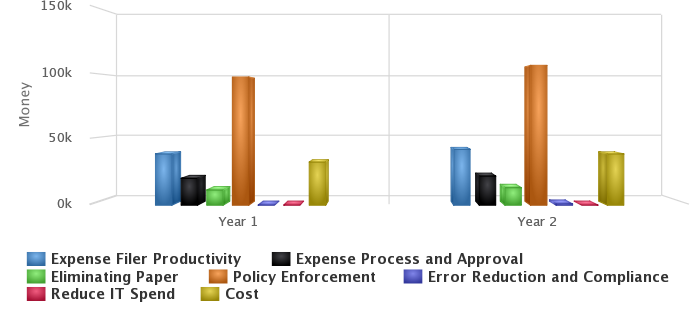 150k
100k
50k
0k
Money
Year 1
Year 2
Expense Filer Productivity
Expense Process and Approval
Eliminating Paper
Policy Enforcement
Error Reduction and Compliance
Reduce IT Spend
Cost